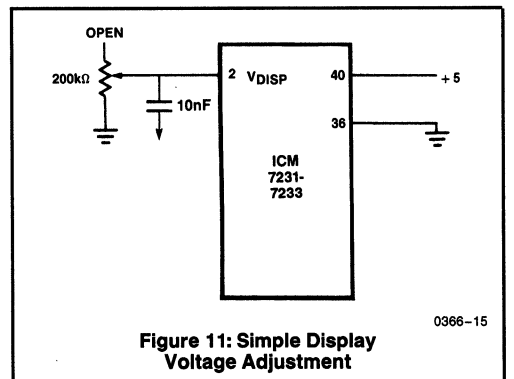 OPEN
200kΩ
10nF
2 VDISP
40
+5
36
ICM
7231-
7233
0366–15
Figure 11: Simple Display
Voltage Adjustment